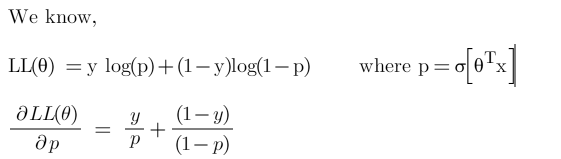 We know,
LL(θ) = y log(p)+(1−y)log(1−p) where p=σ[θᵀx]
∂LL(θ)/∂p = y/p + (1−y)/(1−p)